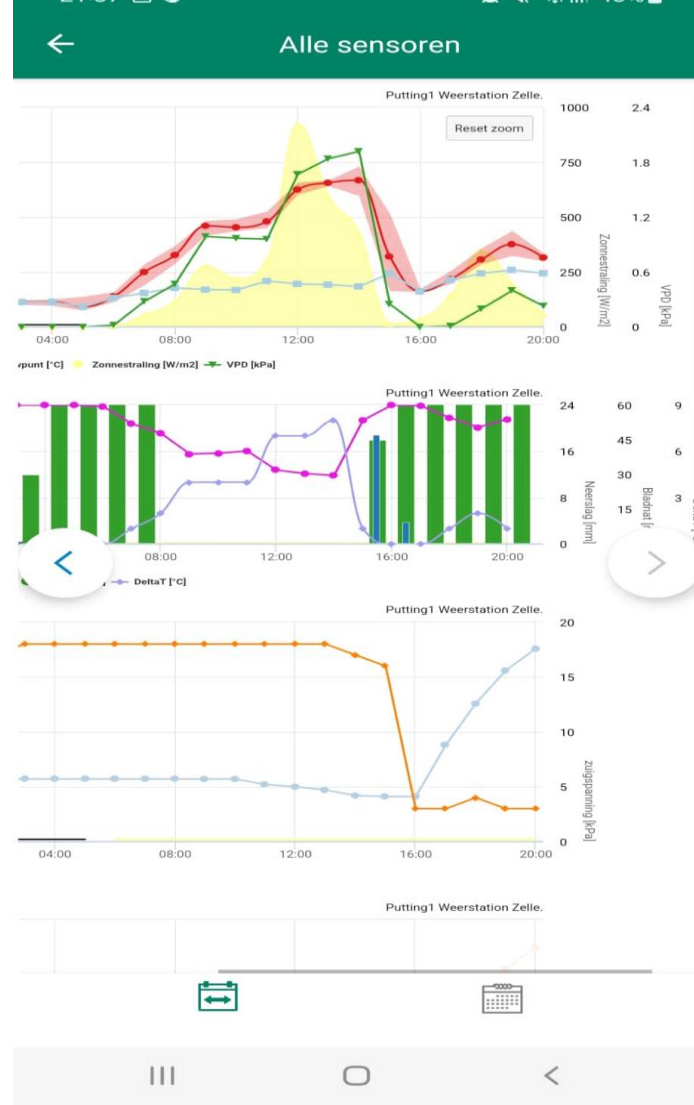 Alle sensoren
Putting1 Weerstation Zelle.
1000 2.4
Reset zoom
750 1.8
500 1.2
Zonnestraling [W/m2]
250 0.6
VPD [kPa]
0 0
04:00 08:00 12:00 16:00 20:00
Zonnestraling [W/m2] VPD [kPa]
Putting1 Weerstation Zelle.
24 60 9
16 45 6
30
Neerslag [mm]
Bladnat
8 15 3
0
08:00 12:00 16:00 20:00
DeltaT [°C]
Putting1 Weerstation Zelle.
20
15
10
zuigspanning [kPa]
5
0
04:00 08:00 12:00 16:00 20:00
Putting1 Weerstation Zelle.